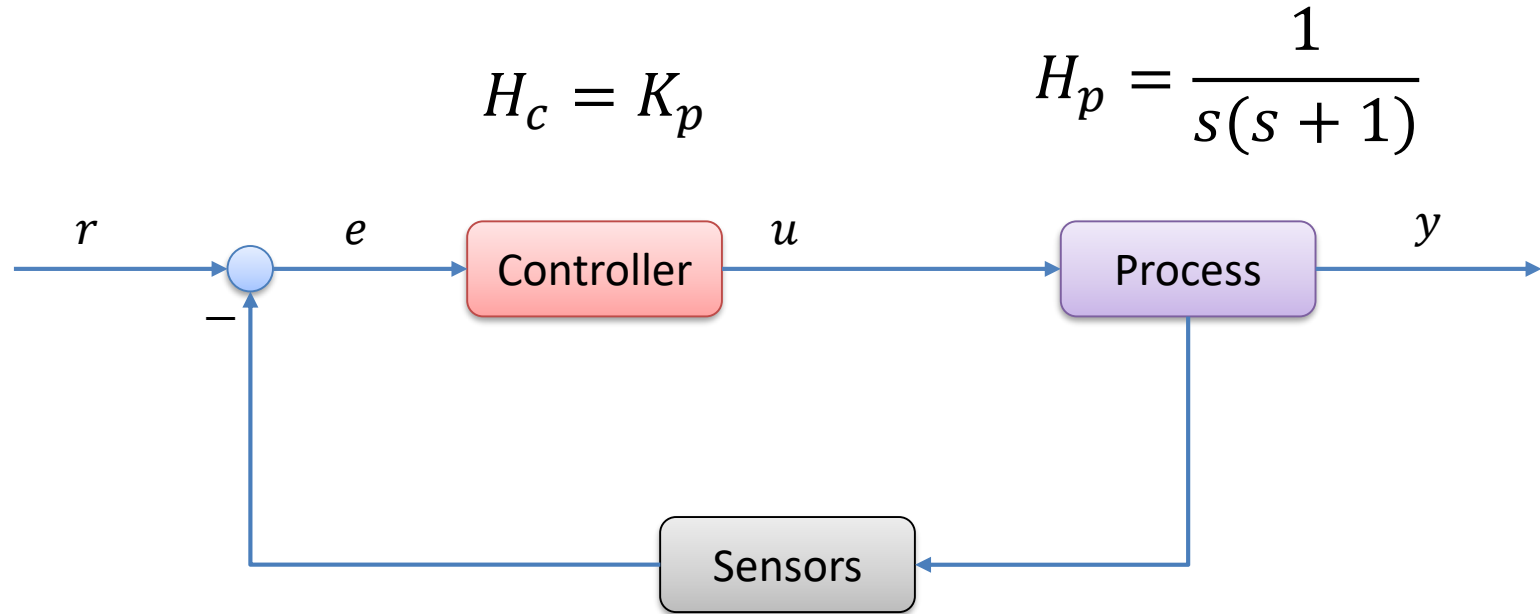 H_c = K_p
H_p = 1 / s(s + 1)
r
e
Controller
u
Process
y
−
Sensors